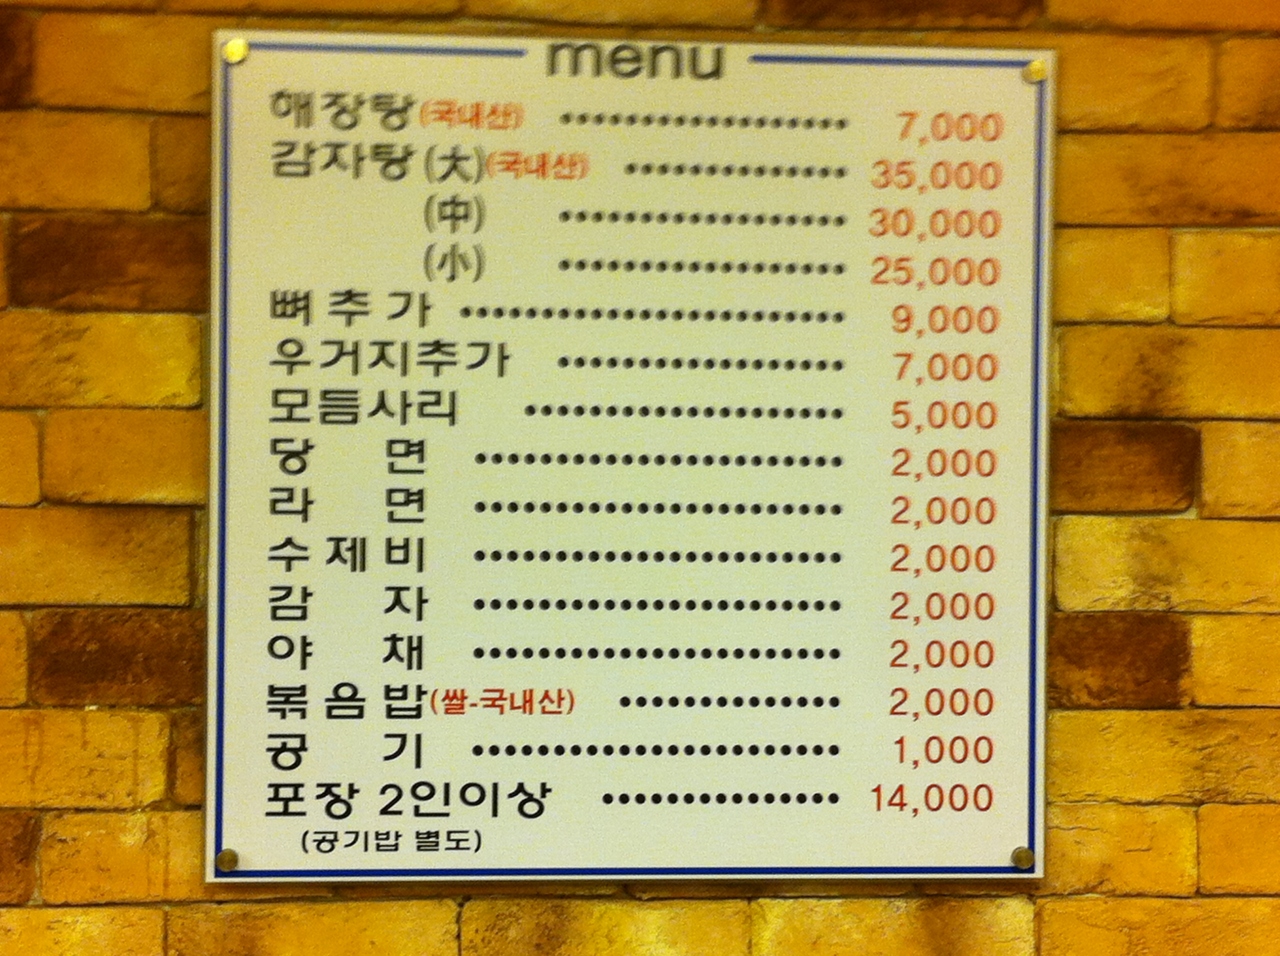 menu
해장탕(국내산) 7,000
감자탕(大)(국내산) 35,000
(中) 30,000
(小) 25,000
뼈추가 9,000
우거지추가 7,000
모듬사리 5,000
당면 2,000
라면 2,000
수제비 2,000
감자 2,000
야채 2,000
볶음밥(쌀-국내산) 2,000
공기 1,000
포장 2인이상 14,000
(공기밥 별도)